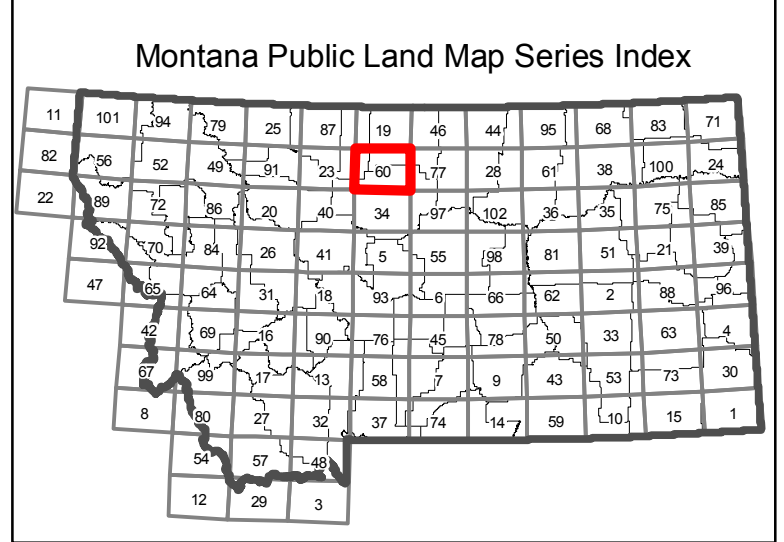 Montana Public Land Map Series Index
11 101 94 79 25 87 19 46 44 95 68 83 71
82 56 52 49 91 23 60 77 28 61 38 100 24
22 89 72 86 20 40 34 97 102 36 35 75 85
92 70 84 26 41 5 55 98 81 51 21 39
47 65 64 31 18 93 6 66 62 2 88 96
42 69 16 90 76 45 78 50 33 63 4
67 99 17 13 58 7 9 43 53 73 30
8 80 27 32 37 74 14 59 10 15 1
54 57 48
12 29 3